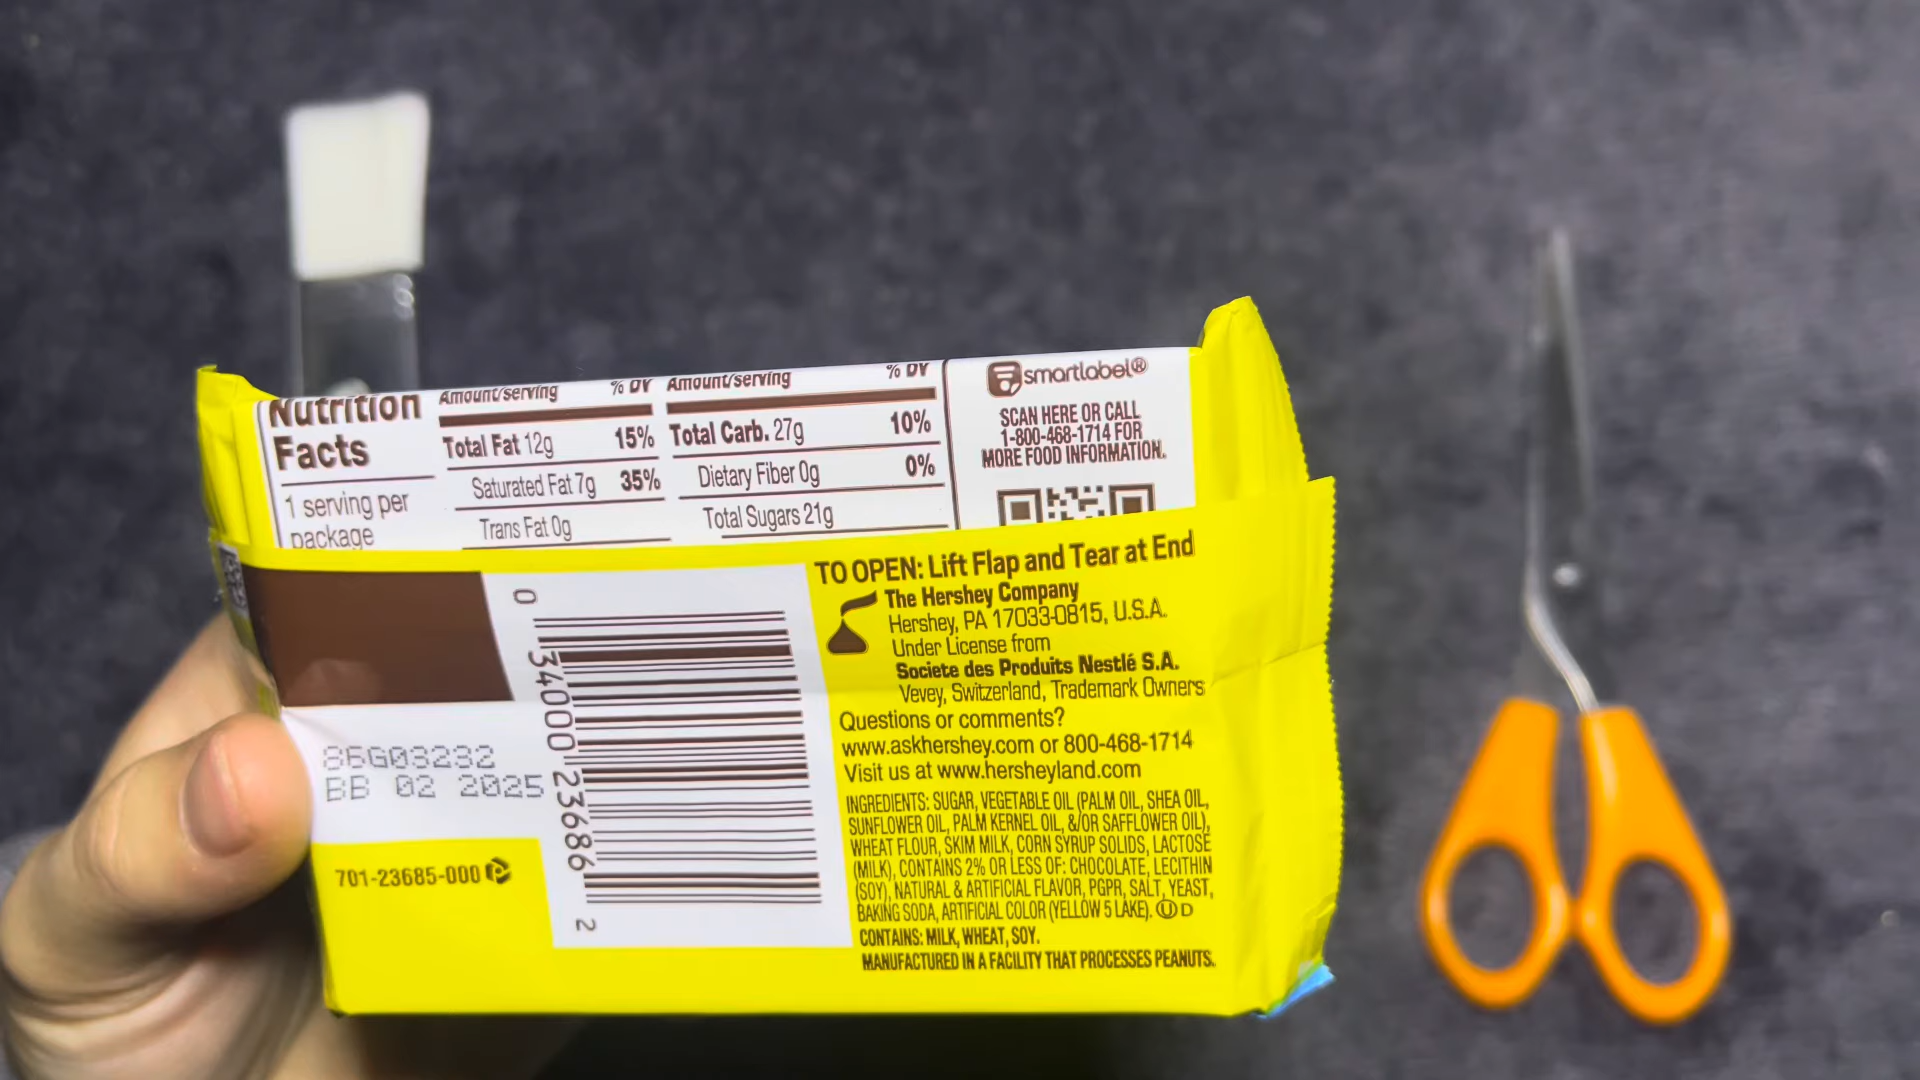 Nutrition
Facts
1 serving per
package
Amount/serving % DV
Total Fat 12g 15%
Saturated Fat 7g 35%
Trans Fat 0g
Amount/serving % DV
Total Carb. 27g 10%
Dietary Fiber 0g 0%
Total Sugars 21g
smartlabel®
SCAN HERE OR CALL
1-800-468-1714 FOR
MORE FOOD INFORMATION.
TO OPEN: Lift Flap and Tear at End
The Hershey Company
Hershey, PA 17033-0815, U.S.A.
Under License from
Societe des Produits Nestlé S.A.
Vevey, Switzerland, Trademark Owners
Questions or comments?
www.askhershey.com or 800-468-1714
Visit us at www.hersheyland.com
INGREDIENTS: SUGAR, VEGETABLE OIL (PALM OIL, SHEA OIL,
SUNFLOWER OIL, PALM KERNEL OIL, &/OR SAFFLOWER OIL),
WHEAT FLOUR, SKIM MILK, CORN SYRUP SOLIDS, LACTOSE
(MILK), CONTAINS 2% OR LESS OF: CHOCOLATE, LECITHIN
(SOY), NATURAL & ARTIFICIAL FLAVOR, PGPR, SALT, YEAST,
BAKING SODA, ARTIFICIAL COLOR (YELLOW 5 LAKE). Ⓤ D
CONTAINS: MILK, WHEAT, SOY.
MANUFACTURED IN A FACILITY THAT PROCESSES PEANUTS.
0 34000 23686 2
86G03232
BB 02 2025
701-23685-000